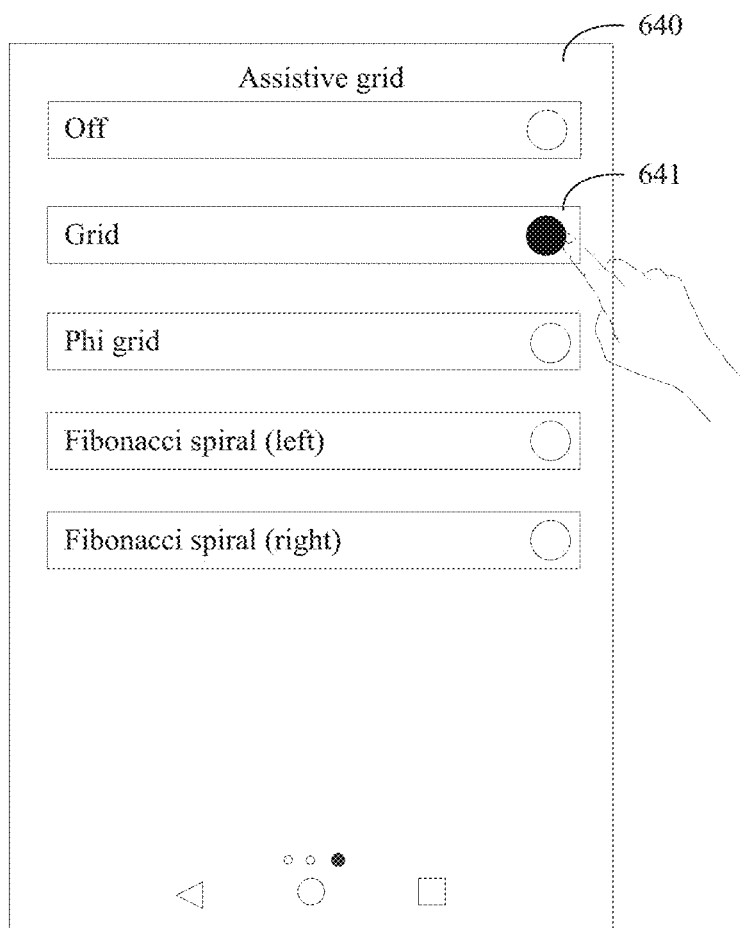 640
Assistive grid
Off
641
Grid
Phi grid
Fibonacci spiral (left)
Fibonacci spiral (right)